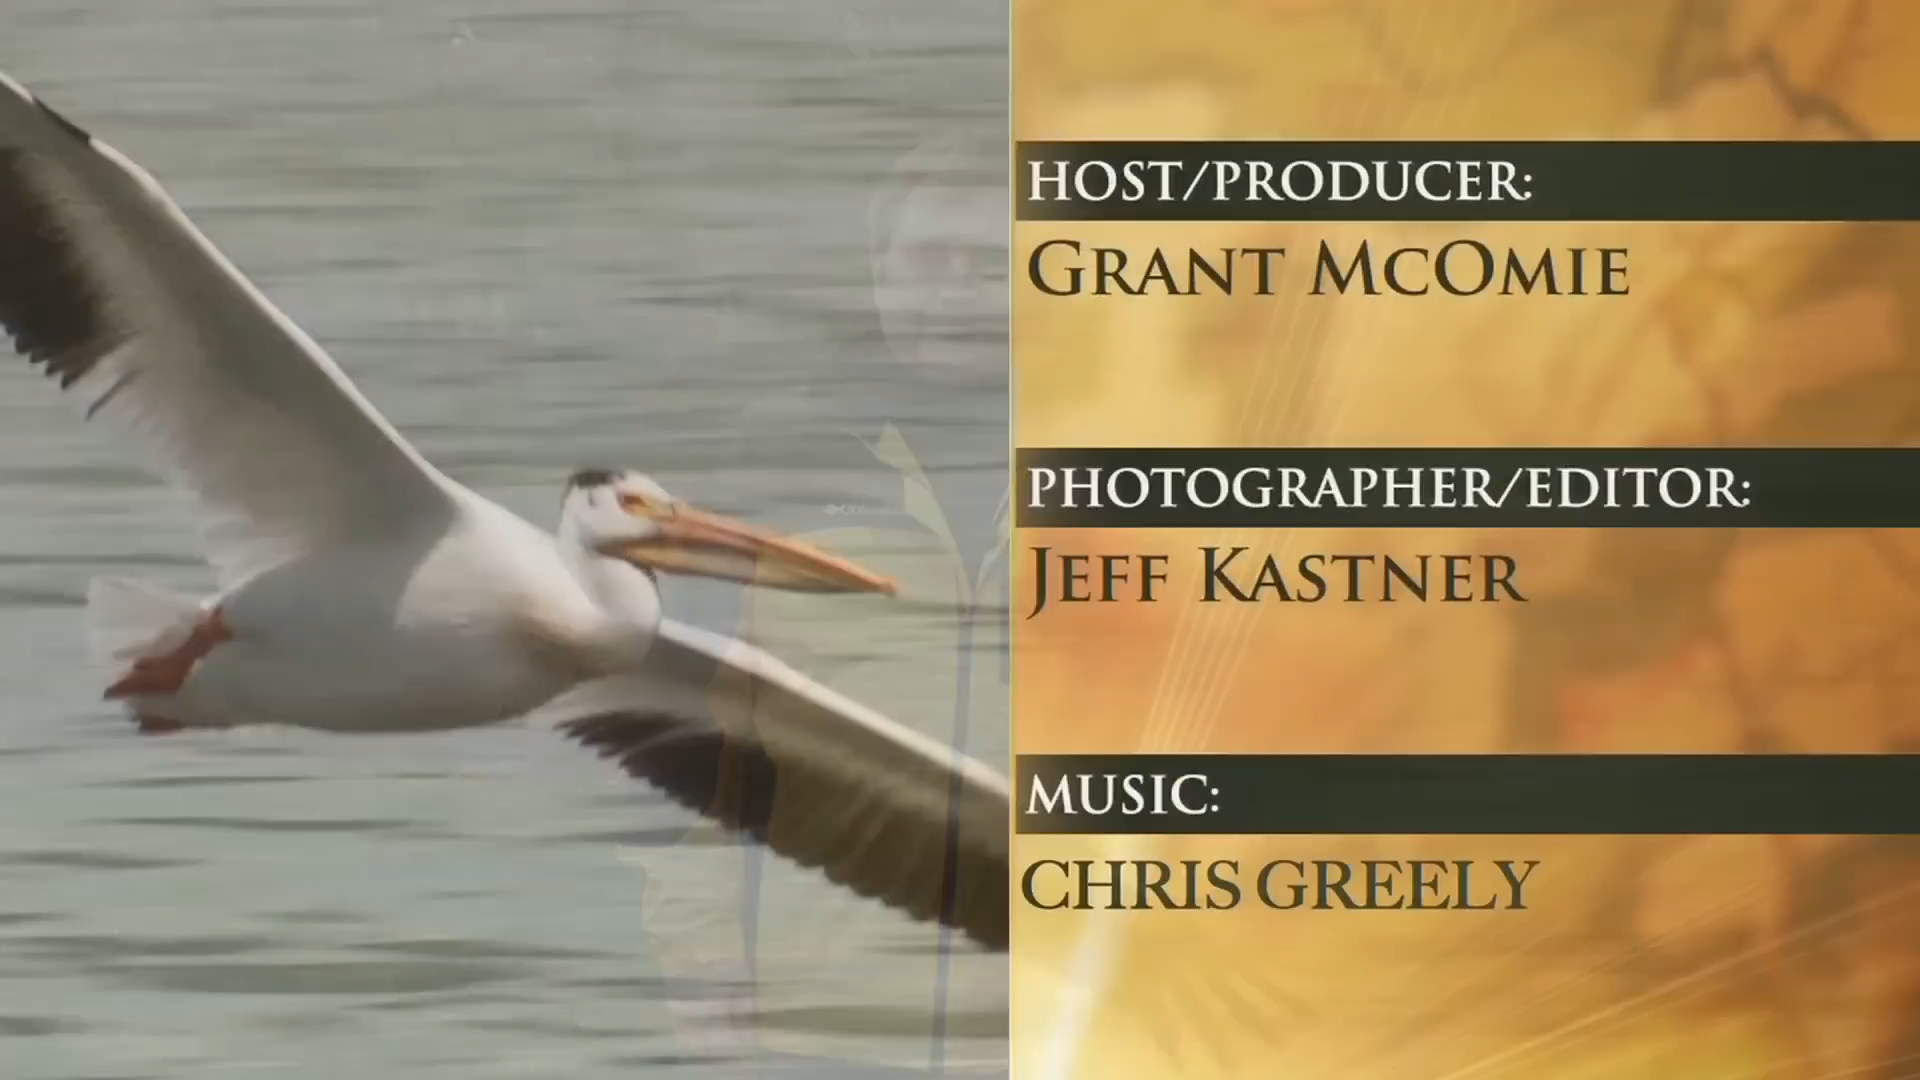 HOST/PRODUCER:
GRANT MCOMIE
PHOTOGRAPHER/EDITOR:
JEFF KASTNER
MUSIC:
CHRIS GREELY